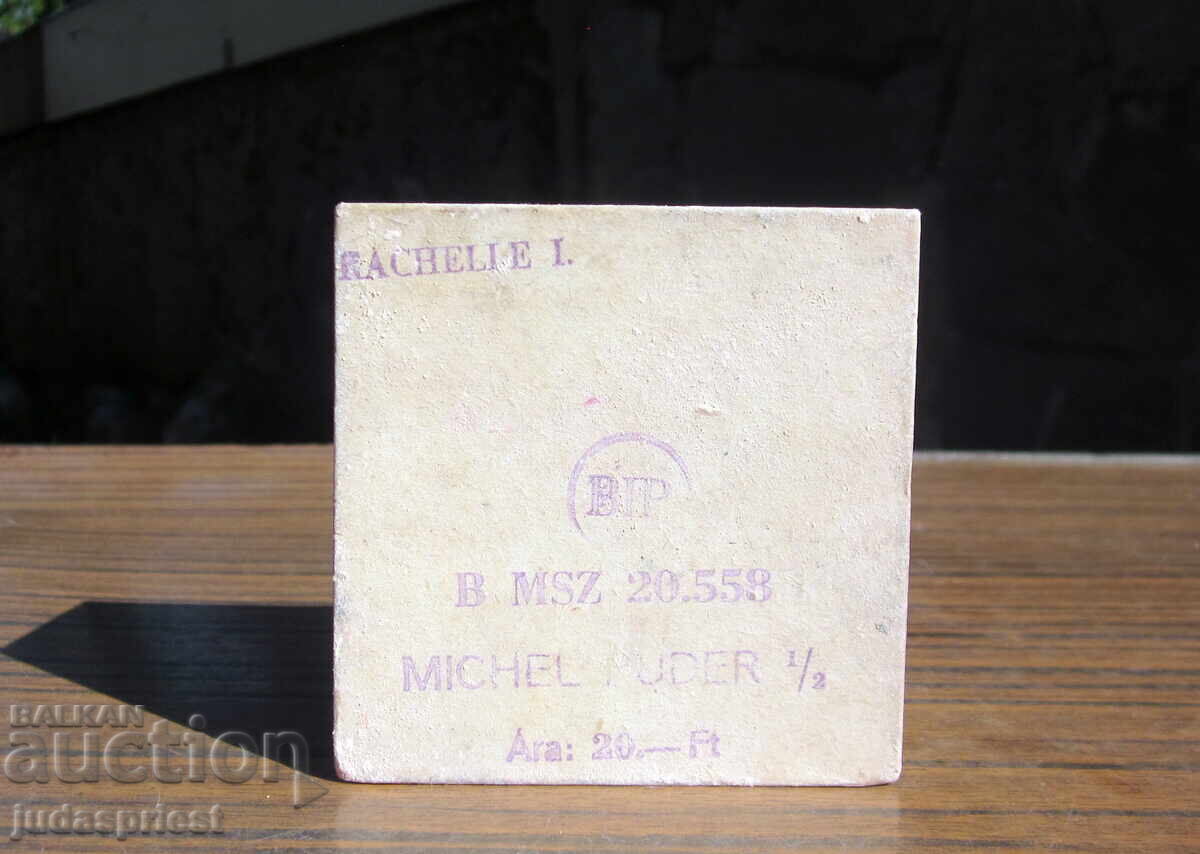 RACHELLE I.
BIP
B MSZ 20.558
MICHEL PUDER 1/2
Ára: 20.— Ft
BALKAN
auction
judaspriest